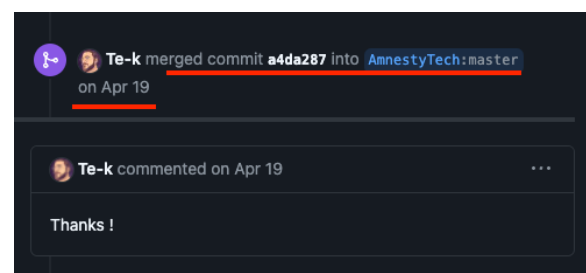 Te-k merged commit a4da287 into AmnestyTech:master
on Apr 19
Te-k commented on Apr 19
Thanks !